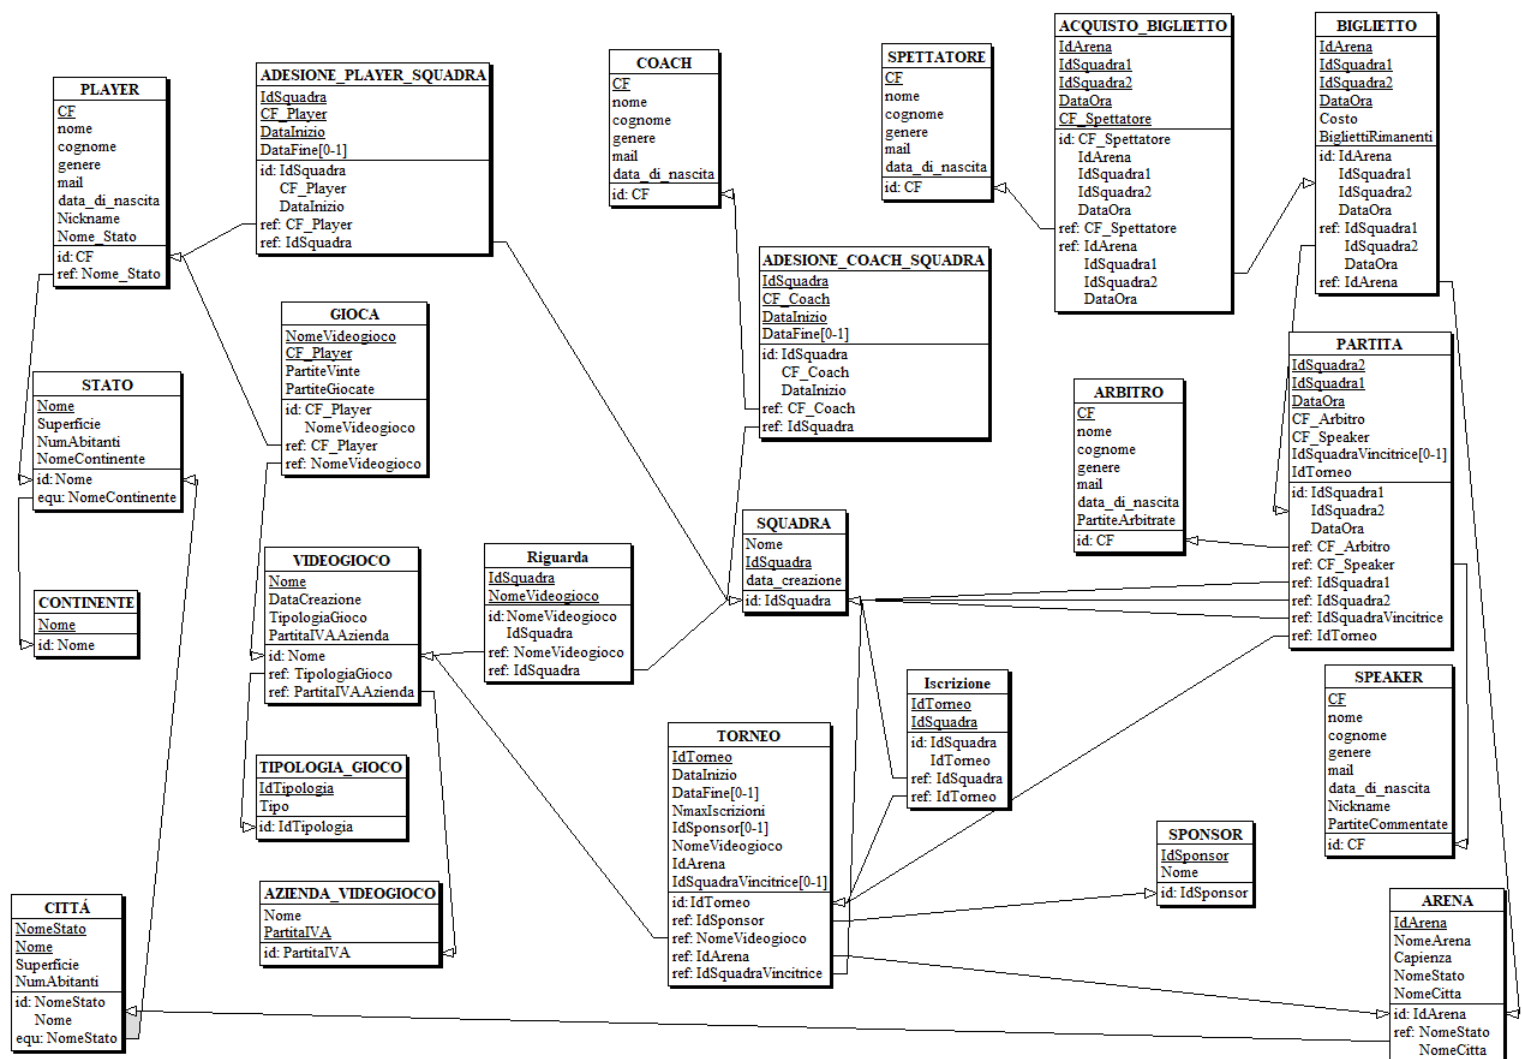 PLAYER
CF
nome
cognome
genere
mail
data_di_nascita
Nickname
Nome_Stato
id: CF
ref: Nome_Stato
ADESIONE_PLAYER_SQUADRA
IdSquadra
CF_Player
DataInizio
DataFine[0-1]
id: IdSquadra
CF_Player
DataInizio
ref: CF_Player
ref: IdSquadra
COACH
CF
nome
cognome
genere
mail
data_di_nascita
id: CF
SPETTATORE
CF
nome
cognome
genere
mail
data_di_nascita
id: CF
ACQUISTO_BIGLIETTO
IdArena
IdSquadra1
IdSquadra2
DataOra
CF_Spettatore
id: CF_Spettatore
IdArena
IdSquadra1
IdSquadra2
DataOra
ref: CF_Spettatore
ref: IdArena
IdSquadra1
IdSquadra2
DataOra
BIGLIETTO
IdArena
IdSquadra1
IdSquadra2
DataOra
Costo
BigliettiRimanenti
id: IdArena
IdSquadra1
IdSquadra2
DataOra
ref: IdSquadra1
IdSquadra2
DataOra
ref: IdArena
ADESIONE_COACH_SQUADRA
IdSquadra
CF_Coach
DataInizio
DataFine[0-1]
id: IdSquadra
CF_Coach
DataInizio
ref: CF_Coach
ref: IdSquadra
GIOCA
NomeVideogioco
CF_Player
PartiteVinte
PartiteGiocate
id: CF_Player
NomeVideogioco
ref: CF_Player
ref: NomeVideogioco
STATO
Nome
Superficie
NumAbitanti
NomeContinente
id: Nome
equ: NomeContinente
ARBITRO
CF
nome
cognome
genere
mail
data_di_nascita
PartiteArbitrate
id: CF
PARTITA
IdSquadra2
IdSquadra1
DataOra
CF_Arbitro
CF_Speaker
IdSquadraVincitrice[0-1]
IdTorneo
id: IdSquadra1
IdSquadra2
DataOra
ref: CF_Arbitro
ref: CF_Speaker
ref: IdSquadra1
ref: IdSquadra2
ref: IdSquadraVincitrice
ref: IdTorneo
SQUADRA
Nome
IdSquadra
data_creazione
id: IdSquadra
VIDEOGIOCO
Nome
DataCreazione
TipologiaGioco
PartitaIVAAzienda
id: Nome
ref: TipologiaGioco
ref: PartitaIVAAzienda
Riguarda
IdSquadra
NomeVideogioco
id: NomeVideogioco
IdSquadra
ref: NomeVideogioco
ref: IdSquadra
CONTINENTE
Nome
id: Nome
Iscrizione
IdTorneo
IdSquadra
id: IdSquadra
IdTorneo
ref: IdSquadra
ref: IdTorneo
SPEAKER
CF
nome
cognome
genere
mail
data_di_nascita
Nickname
PartiteCommentate
id: CF
TORNEO
IdTorneo
DataInizio
DataFine[0-1]
NmaxIscrizioni
IdSponsor[0-1]
NomeVideogioco
IdArena
IdSquadraVincitrice[0-1]
id: IdTorneo
ref: IdSponsor
ref: NomeVideogioco
ref: IdArena
ref: IdSquadraVincitrice
TIPOLOGIA_GIOCO
IdTipologia
Tipo
id: IdTipologia
SPONSOR
IdSponsor
Nome
id: IdSponsor
AZIENDA_VIDEOGIOCO
Nome
PartitaIVA
id: PartitaIVA
CITTÁ
NomeStato
Nome
Superficie
NumAbitanti
id: NomeStato
Nome
equ: NomeStato
ARENA
IdArena
NomeArena
Capienza
NomeStato
NomeCitta
id: IdArena
ref: NomeStato
NomeCitta